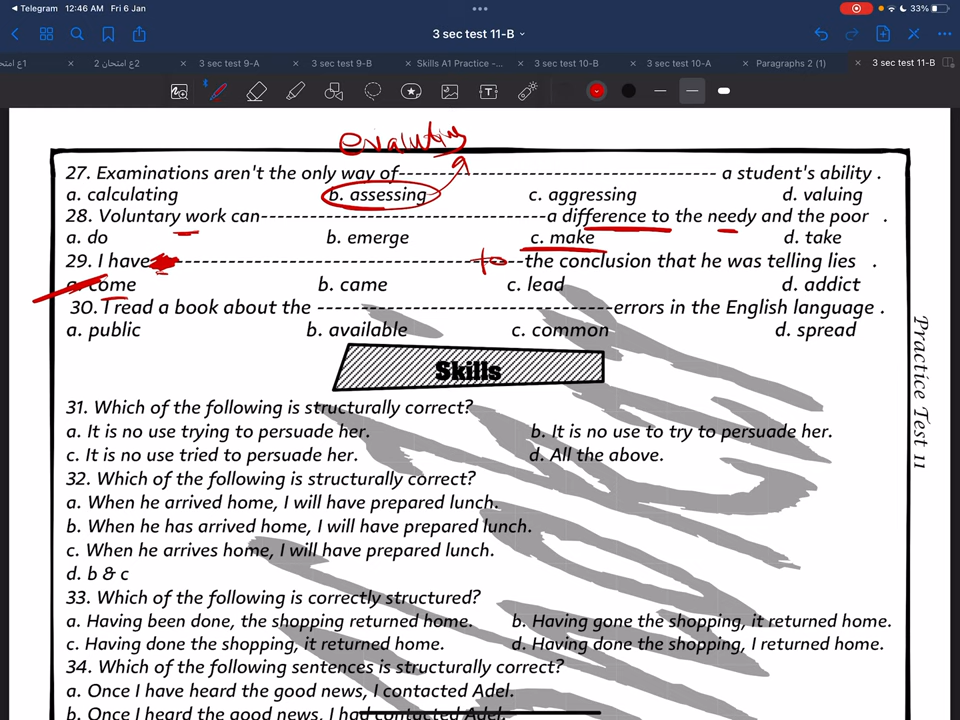 Telegram 12:46 AM Fri 6 Jan 33%
3 sec test 11-B
3 sec test 9-A 3 sec test 9-B Skills A1 Practice -... 3 sec test 10-B 3 sec test 10-A Paragraphs 2 (1) 3 sec test 11-B
evaluating
27. Examinations aren't the only way of-------------------------------------- a student's ability .
a. calculating b. assessing c. aggressing d. valuing
28. Voluntary work can-----------------------------------a difference to the needy and the poor .
a. do b. emerge c. make d. take
29. I have-------------------------------------------- to --the conclusion that he was telling lies .
a. come b. came c. lead d. addict
30. I read a book about the ------------------------------------ errors in the English language .
a. public b. available c. common d. spread
Skills
31. Which of the following is structurally correct?
a. It is no use trying to persuade her. b. It is no use to try to persuade her.
c. It is no use tried to persuade her. d. All the above.
32. Which of the following is structurally correct?
a. When he arrived home, I will have prepared lunch.
b. When he has arrived home, I will have prepared lunch.
c. When he arrives home, I will have prepared lunch.
d. b & c
33. Which of the following is correctly structured?
a. Having been done, the shopping returned home. b. Having gone the shopping, it returned home.
c. Having done the shopping, it returned home. d. Having done the shopping, I returned home.
34. Which of the following sentences is structurally correct?
a. Once I have heard the good news, I contacted Adel.
b. Once I heard the good news, I had contacted Adel.
Practice Test 11